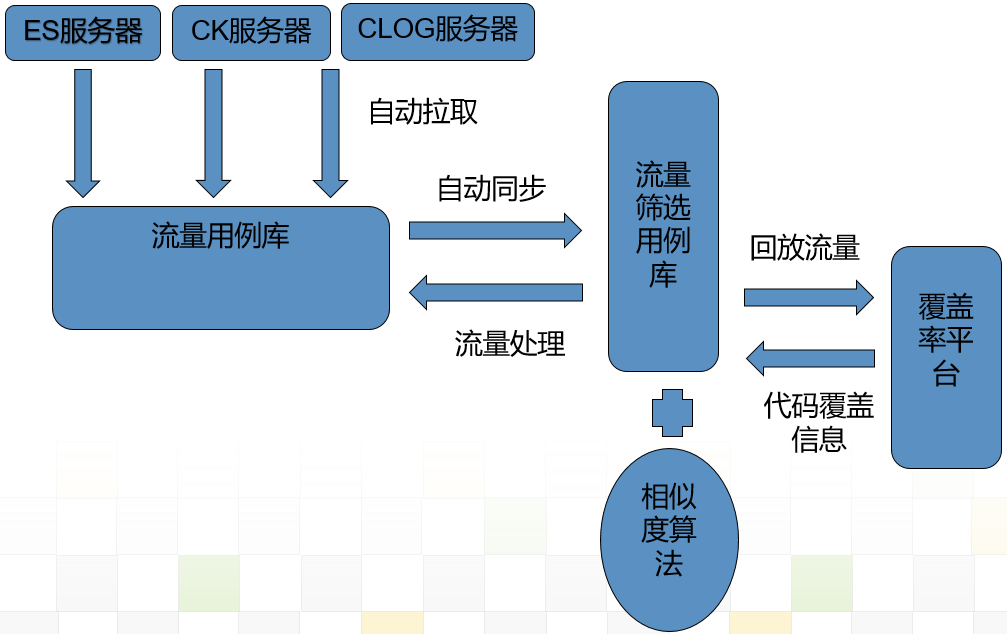 ES服务器
CK服务器
CLOG服务器
自动拉取
流量用例库
自动同步
流量处理
流量
筛选
用例
库
回放流量
代码覆盖
信息
覆盖
率平
台
相似
度算
法